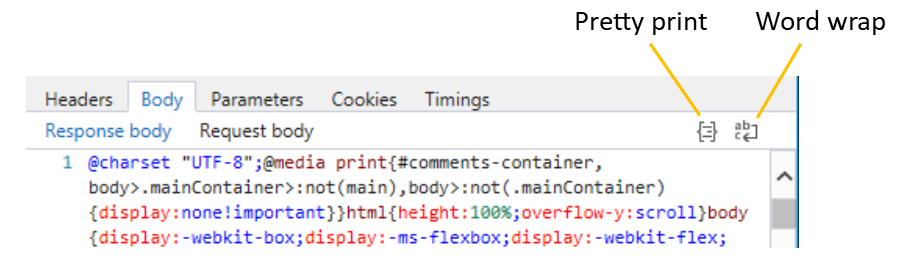 Pretty print Word wrap
Headers Body Parameters Cookies Timings
Response body Request body
1 @charset "UTF-8";@media print{#comments-container,
body>.mainContainer>:not(main),body>:not(.mainContainer)
{display:none!important}}html{height:100%;overflow-y:scroll}body
{display:-webkit-box;display:-ms-flexbox;display:-webkit-flex;